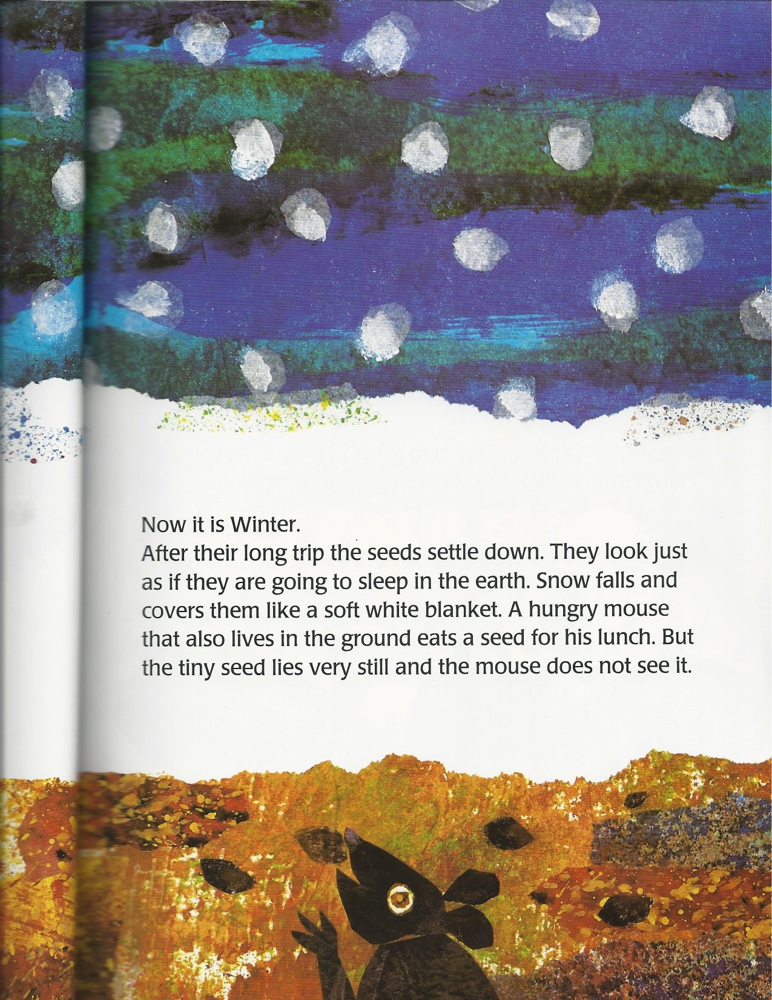 Now it is Winter.
After their long trip the seeds settle down. They look just
as if they are going to sleep in the earth. Snow falls and
covers them like a soft white blanket. A hungry mouse
that also lives in the ground eats a seed for his lunch. But
the tiny seed lies very still and the mouse does not see it.